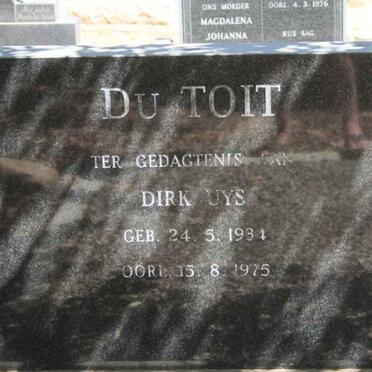 ONS MOEDER
MAGDALENA
JOHANNA
OORL. 4.3.1976
RUS SAG
DU TOIT
TER GEDAGTENIS AAN
DIRK UYS
GEB. 24.5.1934
OORL. 15.8.1975